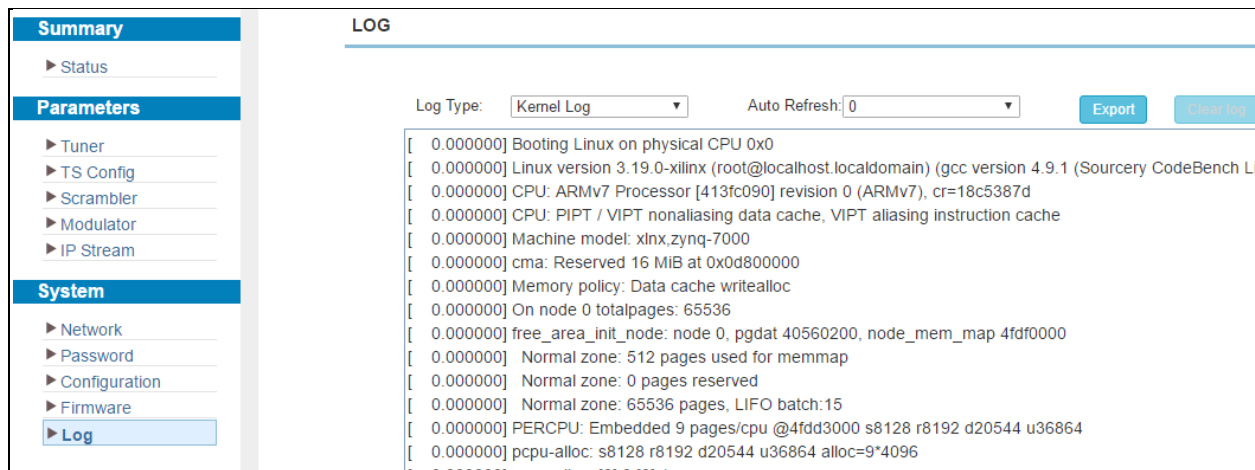 Summary
Status
Parameters
Tuner
TS Config
Scrambler
Modulator
IP Stream
System
Network
Password
Configuration
Firmware
Log
LOG
Log Type: Kernel Log Auto Refresh: 0 Export Clear log
[ 0.000000] Booting Linux on physical CPU 0x0
[ 0.000000] Linux version 3.19.0-xilinx (root@localhost.localdomain) (gcc version 4.9.1 (Sourcery CodeBench Li
[ 0.000000] CPU: ARMv7 Processor [413fc090] revision 0 (ARMv7), cr=18c5387d
[ 0.000000] CPU: PIPT / VIPT nonaliasing data cache, VIPT aliasing instruction cache
[ 0.000000] Machine model: xlnx,zynq-7000
[ 0.000000] cma: Reserved 16 MiB at 0x0d800000
[ 0.000000] Memory policy: Data cache writealloc
[ 0.000000] On node 0 totalpages: 65536
[ 0.000000] free_area_init_node: node 0, pgdat 40560200, node_mem_map 4fdf0000
[ 0.000000] Normal zone: 512 pages used for memmap
[ 0.000000] Normal zone: 0 pages reserved
[ 0.000000] Normal zone: 65536 pages, LIFO batch:15
[ 0.000000] PERCPU: Embedded 9 pages/cpu @4fdd3000 s8128 r8192 d20544 u36864
[ 0.000000] pcpu-alloc: s8128 r8192 d20544 u36864 alloc=9*4096